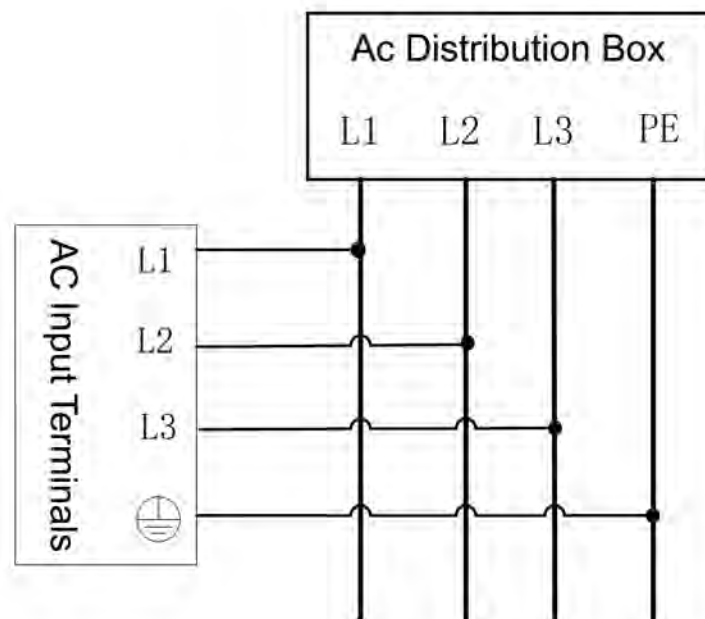 Ac Distribution Box
L1 L2 L3 PE
AC Input Terminals
L1
L2
L3